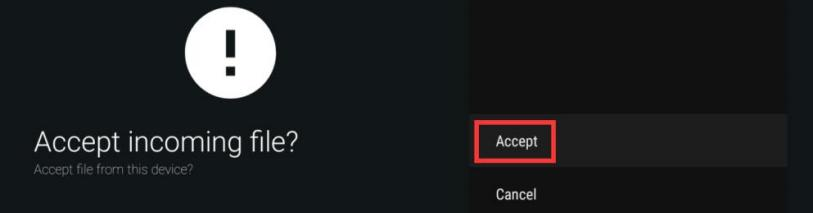 !
Accept incoming file?
Accept file from this device?
Accept
Cancel